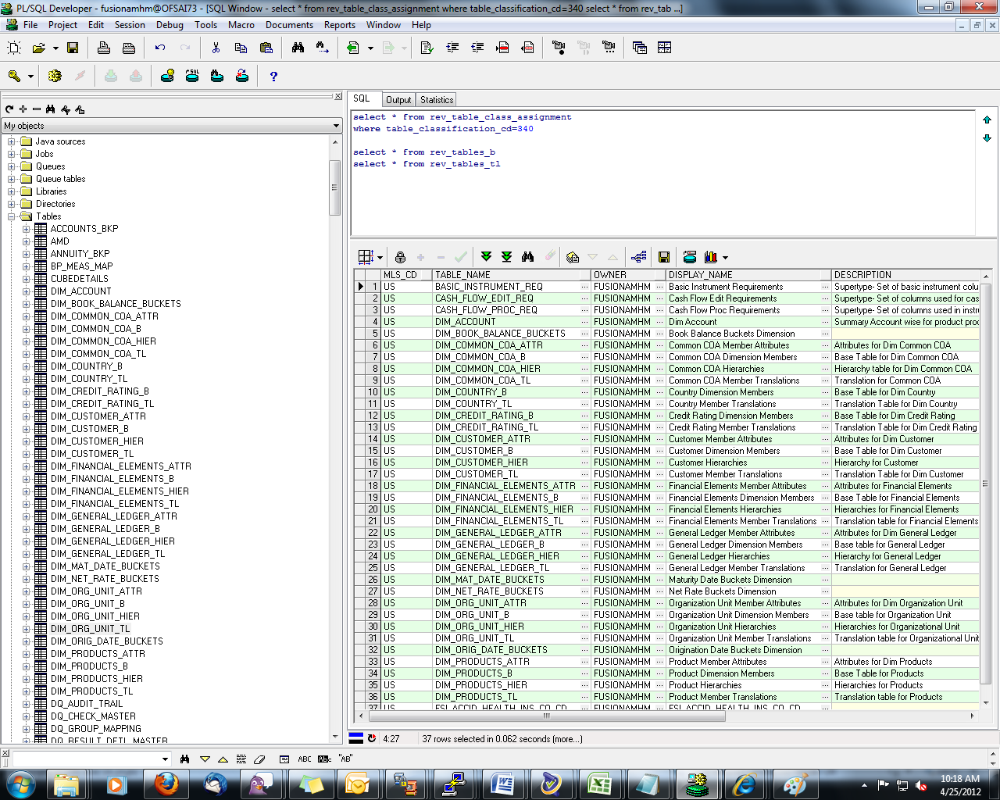 PL/SQL Developer - fusionamhm@OFSAI73 - [SQL Window - select * from rev_table_class_assignment where table_classification_cd=340 select * from rev_tab ...]
File Project Edit Session Debug Tools Macro Documents Reports Window Help
SQL
SQL Output Statistics
My objects
select * from rev_table_class_assignment
where table_classification_cd=340
select * from rev_tables_b
select * from rev_tables_tl
Java sources
Jobs
Queues
Queue tables
Libraries
Directories
Tables
ACCOUNTS_BKP
AMD
ANNUITY_BKP
BP_MEAS_MAP
CUBEDETAILS
DIM_ACCOUNT
DIM_BOOK_BALANCE_BUCKETS
DIM_COMMON_COA_ATTR
DIM_COMMON_COA_B
DIM_COMMON_COA_HIER
DIM_COMMON_COA_TL
DIM_COUNTRY_B
DIM_COUNTRY_TL
DIM_CREDIT_RATING_B
DIM_CREDIT_RATING_TL
DIM_CUSTOMER_ATTR
DIM_CUSTOMER_B
DIM_CUSTOMER_HIER
DIM_CUSTOMER_TL
DIM_FINANCIAL_ELEMENTS_ATTR
DIM_FINANCIAL_ELEMENTS_B
DIM_FINANCIAL_ELEMENTS_HIER
DIM_FINANCIAL_ELEMENTS_TL
DIM_GENERAL_LEDGER_ATTR
DIM_GENERAL_LEDGER_B
DIM_GENERAL_LEDGER_HIER
DIM_GENERAL_LEDGER_TL
DIM_MAT_DATE_BUCKETS
DIM_NET_RATE_BUCKETS
DIM_ORG_UNIT_ATTR
DIM_ORG_UNIT_B
DIM_ORG_UNIT_HIER
DIM_ORG_UNIT_TL
DIM_ORIG_DATE_BUCKETS
DIM_PRODUCTS_ATTR
DIM_PRODUCTS_B
DIM_PRODUCTS_HIER
DIM_PRODUCTS_TL
DQ_AUDIT_TRAIL
DQ_CHECK_MASTER
DQ_GROUP_MAPPING
DQ_RESULT_DETL_MASTER
MLS_CD TABLE_NAME OWNER DISPLAY_NAME DESCRIPTION
1 US BASIC_INSTRUMENT_REQ ... FUSIONAMHM ... Basic Instrument Requirements ... Supertype- Set of basic instrument colu
2 US CASH_FLOW_EDIT_REQ ... FUSIONAMHM ... Cash Flow Edit Requirements ... Supertype- Set of columns used for cas
3 US CASH_FLOW_PROC_REQ ... FUSIONAMHM ... Cash Flow Proc Requirements ... Supertype- Set of columns used in instru
4 US DIM_ACCOUNT ... FUSIONAMHM ... Dim Account ... Summary Account wise for product proc
5 US DIM_BOOK_BALANCE_BUCKETS ... FUSIONAMHM ... Book Balance Buckets Dimension ...
6 US DIM_COMMON_COA_ATTR ... FUSIONAMHM ... Common COA Member Attributes ... Attributes for Dim Common COA
7 US DIM_COMMON_COA_B ... FUSIONAMHM ... Common COA Dimension Members ... Base Table for Dim Common COA
8 US DIM_COMMON_COA_HIER ... FUSIONAMHM ... Common COA Hierarchies ... Hierarchy table for Dim Common COA
9 US DIM_COMMON_COA_TL ... FUSIONAMHM ... Common COA Member Translations ... Translation for Common COA
10 US DIM_COUNTRY_B ... FUSIONAMHM ... Country Dimension Members ... Base Table for Dim Country
11 US DIM_COUNTRY_TL ... FUSIONAMHM ... Country Member Translations ... Translation Table for Dim Country
12 US DIM_CREDIT_RATING_B ... FUSIONAMHM ... Credit Rating Dimension Members ... Base Table for Dim Credit Rating
13 US DIM_CREDIT_RATING_TL ... FUSIONAMHM ... Credit Rating Member Translations ... Translation Table for Dim Credit Rating
14 US DIM_CUSTOMER_ATTR ... FUSIONAMHM ... Customer Member Attributes ... Attributes for Dim Customer
15 US DIM_CUSTOMER_B ... FUSIONAMHM ... Customer Dimension Members ... Base Table for Dim Customer
16 US DIM_CUSTOMER_HIER ... FUSIONAMHM ... Customer Hierarchies ... Hierarchy for Customer
17 US DIM_CUSTOMER_TL ... FUSIONAMHM ... Customer Member Translations ... Translation Table for Dim Customer
18 US DIM_FINANCIAL_ELEMENTS_ATTR ... FUSIONAMHM ... Financial Elements Member Attributes ... Attributes for Financial Elements
19 US DIM_FINANCIAL_ELEMENTS_B ... FUSIONAMHM ... Financial Elements Dimension Members ... Base Table for Financial Elements
20 US DIM_FINANCIAL_ELEMENTS_HIER ... FUSIONAMHM ... Financial Elements Hierarchies ... Hierarchies for Financial Elements
21 US DIM_FINANCIAL_ELEMENTS_TL ... FUSIONAMHM ... Financial Elements Member Translations ... Translation table for Financial Elements
22 US DIM_GENERAL_LEDGER_ATTR ... FUSIONAMHM ... General Ledger Member Attributes ... Attributes for Dim General Ledger
23 US DIM_GENERAL_LEDGER_B ... FUSIONAMHM ... General Ledger Dimension Members ... Base table for General Ledger
24 US DIM_GENERAL_LEDGER_HIER ... FUSIONAMHM ... General Ledger Hierarchies ... Hierarchy for General Ledger
25 US DIM_GENERAL_LEDGER_TL ... FUSIONAMHM ... General Ledger Member Translations ... Translation for General Ledger
26 US DIM_MAT_DATE_BUCKETS ... FUSIONAMHM ... Maturity Date Buckets Dimension ...
27 US DIM_NET_RATE_BUCKETS ... FUSIONAMHM ... Net Rate Buckets Dimension ...
28 US DIM_ORG_UNIT_ATTR ... FUSIONAMHM ... Organization Unit Member Attributes ... Attributes for Dim Organization Unit
29 US DIM_ORG_UNIT_B ... FUSIONAMHM ... Organization Unit Dimension Members ... Base table for Organization Unit
30 US DIM_ORG_UNIT_HIER ... FUSIONAMHM ... Organization Unit Hierarchies ... Hierarchies for Organizational Unit
31 US DIM_ORG_UNIT_TL ... FUSIONAMHM ... Organization Unit Member Translations ... Translation table for Organizational Unit
32 US DIM_ORIG_DATE_BUCKETS ... FUSIONAMHM ... Origination Date Buckets Dimension ...
33 US DIM_PRODUCTS_ATTR ... FUSIONAMHM ... Product Member Attributes ... Attributes for Dim Products
34 US DIM_PRODUCTS_B ... FUSIONAMHM ... Product Dimension Members ... Base Table for Products
35 US DIM_PRODUCTS_HIER ... FUSIONAMHM ... Product Hierarchies ... Hierarchies for Products
36 US DIM_PRODUCTS_TL ... FUSIONAMHM ... Product Member Translations ... Translation table for Products
37 US FSI_ACCID_HEALTH_INS_CO_CD ... FUSIONAMHM ... FSI_ACCID_HEALTH_INS_CO_CD ...
4:27 37 rows selected in 0.062 seconds (more...)
ABC ABc "AB"
10:18 AM
4/25/2012